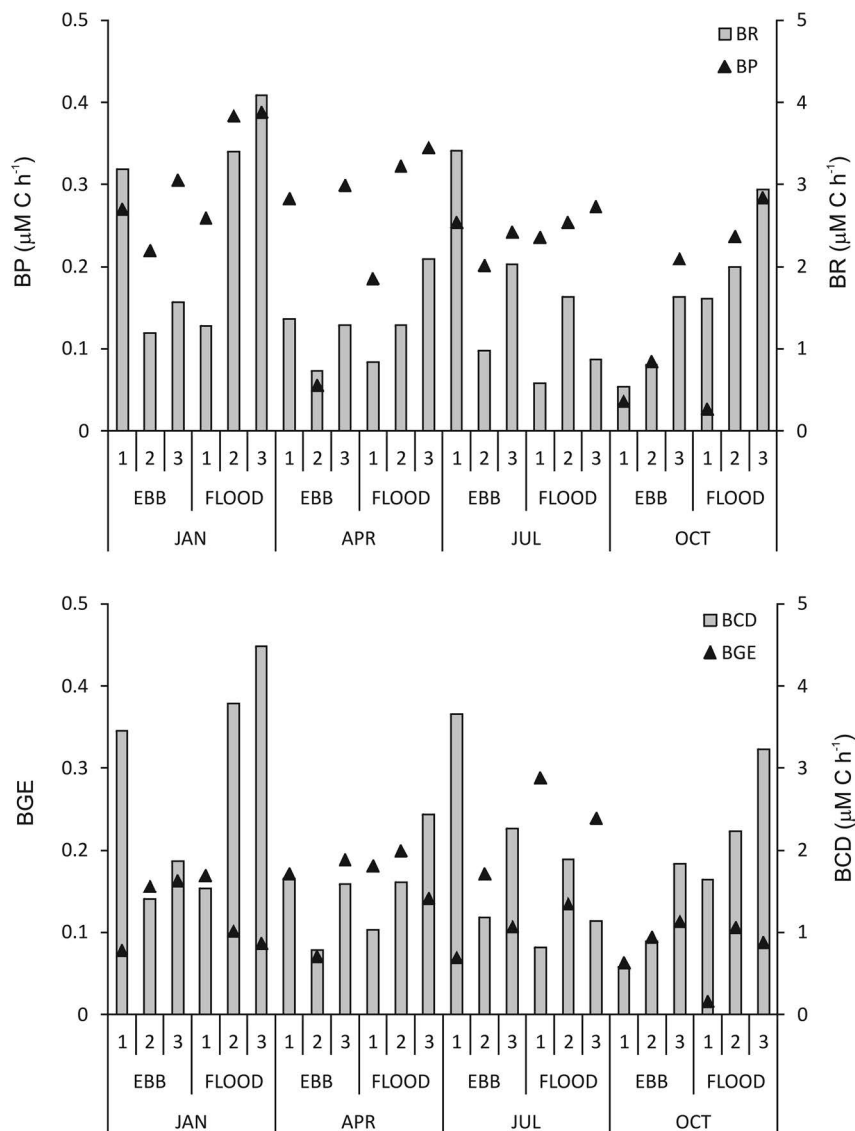 0.5
0.4
0.3
0.2
0.1
0
BP (μM C h⁻¹)
5
4
3
2
1
0
BR (μM C h⁻¹)
BR
BP
1 2 3 1 2 3 1 2 3 1 2 3 1 2 3 1 2 3 1 2 3 1 2 3
EBB FLOOD EBB FLOOD EBB FLOOD EBB FLOOD
JAN APR JUL OCT
0.5
0.4
0.3
0.2
0.1
0
BGE
5
4
3
2
1
0
BCD (μM C h⁻¹)
BCD
BGE
1 2 3 1 2 3 1 2 3 1 2 3 1 2 3 1 2 3 1 2 3 1 2 3
EBB FLOOD EBB FLOOD EBB FLOOD EBB FLOOD
JAN APR JUL OCT